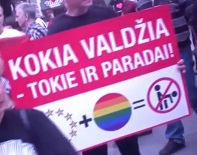 KOKIA VALDŽIA
- TOKIE IR PARADAI!
+ =